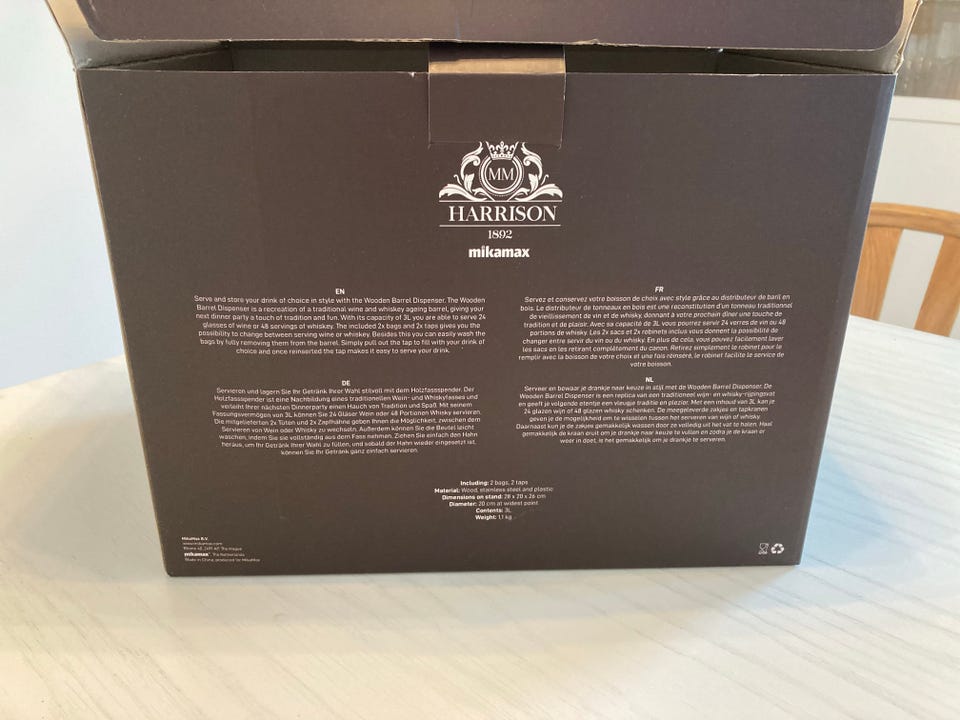 MM
HARRISON
1892
mikamax
EN
Serve and store your drink of choice in style with the Wooden Barrel Dispenser. The Wooden
Barrel Dispenser is a recreation of a traditional wine and whiskey ageing barrel, giving your
next dinner party a touch of tradition and fun. With its capacity of 3L you are able to serve 24
glasses of wine or 48 servings of whiskey. The included 2x bags and 2x taps gives you the
possibility to change between serving wine or whiskey. Besides this you can easily wash the
bags by fully removing them from the barrel. Simply pull out the tap to fill with your drink of
choice and once reinserted the tap makes it easy to serve your drink.
FR
Servez et conservez votre boisson de choix avec style grâce au distributeur de baril en
bois. Le distributeur de tonneaux en bois est une reconstitution d'un tonneau traditionnel
de vieillissement de vin et de whisky, donnant à votre prochain dîner une touche de
tradition et de plaisir. Avec sa capacité de 3L vous pourrez servir 24 verres de vin ou 48
portions de whisky. Les 2x sacs et 2x robinets inclus vous donnent la possibilité de
changer entre servir du vin ou du whisky. En plus de cela, vous pouvez facilement laver
les sacs en les retirant complètement du canon. Retirez simplement le robinet pour le
remplir avec la boisson de votre choix et une fois réinséré, le robinet facilite le service de
votre boisson.
DE
Servieren und lagern Sie Ihr Getränk Ihrer Wahl stilvoll mit dem Holzfassspender. Der
Holzfassspender ist eine Nachbildung eines traditionellen Wein- und Whiskyfasses und
verleiht Ihrer nächsten Dinnerparty einen Hauch von Tradition und Spaß. Mit seinem
Fassungsvermögen von 3L können Sie 24 Gläser Wein oder 48 Portionen Whisky servieren.
Die mitgelieferten 2x Tüten und 2x Zapfhähne geben Ihnen die Möglichkeit, zwischen dem
Servieren von Wein oder Whisky zu wechseln. Außerdem können Sie die Beutel leicht
waschen, indem Sie sie vollständig aus dem Fass nehmen. Ziehen Sie einfach den Hahn
heraus, um Ihr Getränk Ihrer Wahl zu füllen, und sobald der Hahn wieder eingesetzt ist,
können Sie Ihr Getränk ganz einfach servieren.
NL
Serveer en bewaar je drankje naar keuze in stijl met de Wooden Barrel Dispenser. De
Wooden Barrel Dispenser is een replica van een traditioneel wijn- en whisky-rijpingsvat
en geeft je volgende etentje een vleugje traditie en plezier. Met een inhoud van 3L kan je
24 glazen wijn of 48 glazen whisky schenken. De meegeleverde zakjes en tapkranen
geven je de mogelijkheid om te wisselen tussen het serveren van wijn of whisky.
Daarnaast kun je de zakjes gemakkelijk wassen door ze volledig uit het vat te halen. Haal
gemakkelijk de kraan eruit om je drankje naar keuze te vullen en zodra je de kraan er
weer in doet, is het gemakkelijk om je drankje te serveren.
Including: 2 bags, 2 taps
Material: Wood, stainless steel and plastic
Dimensions on stand: 28 x 20 x 26 cm
Diameter: 20 cm at widest point
Contents: 3L
Weight: 1,1 kg
MikaMax B.V.
www.mikamax.com
The Hague
mikamax The Netherlands
Made in China, produced for MikaMax